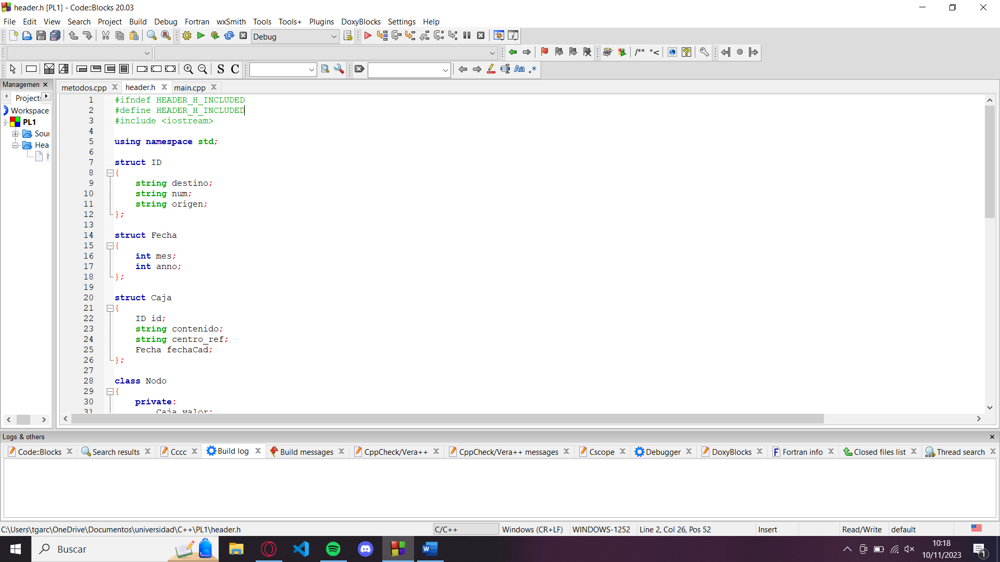 header.h [PL1] - Code::Blocks 20.03
File Edit View Search Project Build Debug Fortran wxSmith Tools Tools+ Plugins DoxyBlocks Settings Help
Debug
/** *<
S C
Aa .*
Managemen
metodos.cpp header.h main.cpp
Projects
Workspace
PL1
Sour
Hea
1 #ifndef HEADER_H_INCLUDED
2 #define HEADER_H_INCLUDED
3 #include <iostream>
4
5 using namespace std;
6
7 struct ID
8 {
9 string destino;
10 string num;
11 string origen;
12 };
13
14 struct Fecha
15 {
16 int mes;
17 int anno;
18 };
19
20 struct Caja
21 {
22 ID id;
23 string contenido;
24 string centro_ref;
25 Fecha fechaCad;
26 };
27
28 class Nodo
29 {
30 private:
31 Caja valor;
Logs & others
Code::Blocks Search results Cccc Build log Build messages CppCheck/Vera++ CppCheck/Vera++ messages Cscope Debugger DoxyBlocks Fortran info Closed files list Thread search
C:\Users\tgarc\OneDrive\Documentos\universidad\C++\PL1\header.h C/C++ Windows (CR+LF) WINDOWS-1252 Line 2, Col 26, Pos 52 Insert Read/Write default
Buscar
10:18
10/11/2023
1